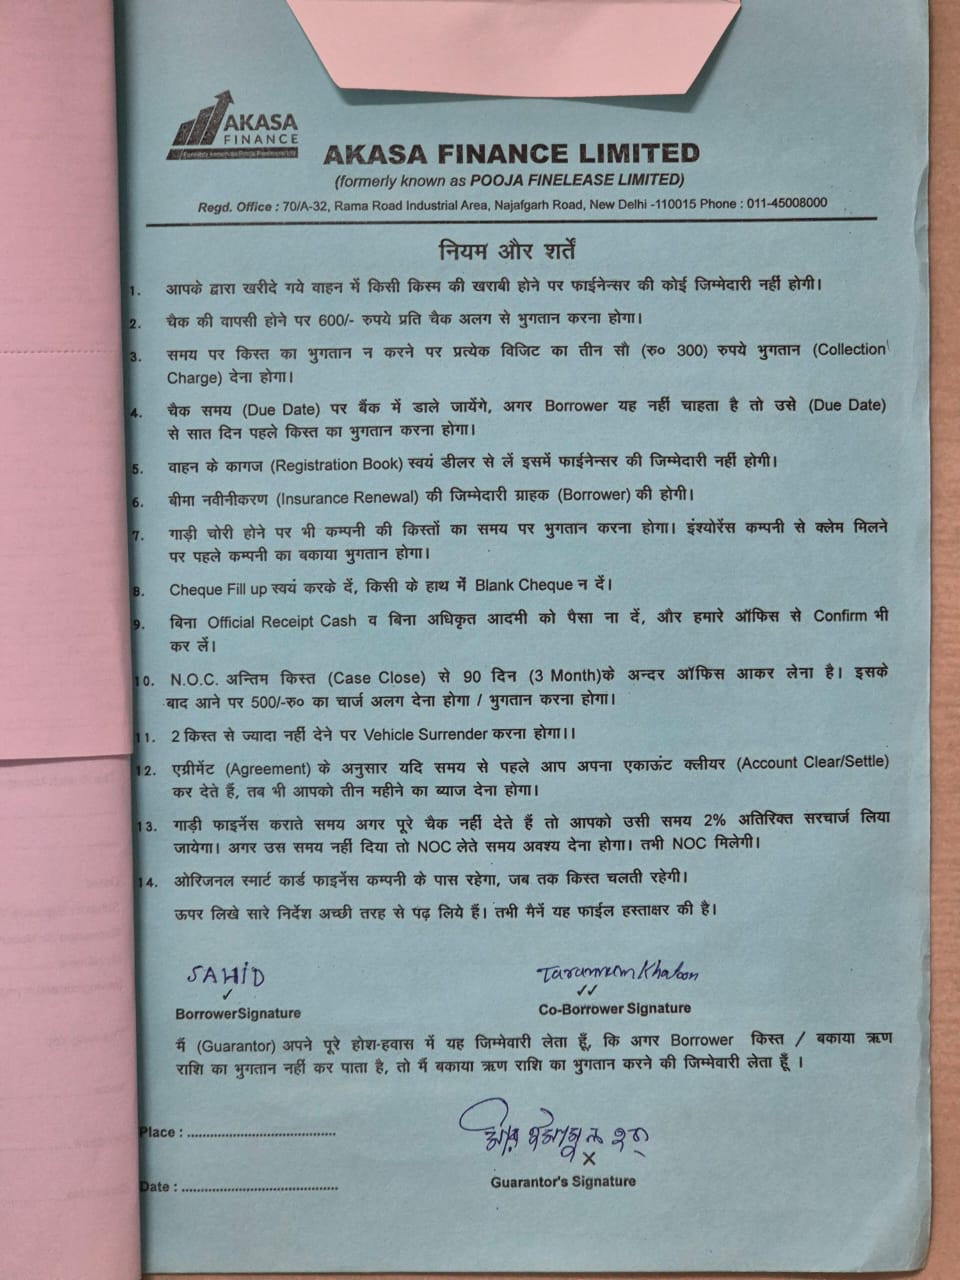 AKASA
FINANCE
AKASA FINANCE LIMITED
(formerly known as POOJA FINELEASE LIMITED)
Regd. Office : 70/A-32, Rama Road Industrial Area, Najafgarh Road, New Delhi -110015 Phone : 011-45008000
नियम और शर्तें
1. आपके द्वारा खरीदे गये वाहन में किसी किस्म की खराबी होने पर फाईनेन्सर की कोई जिम्मेदारी नहीं होगी।
2. चैक की वापसी होने पर 600/- रुपये प्रति चैक अलग से भुगतान करना होगा।
3. समय पर किस्त का भुगतान न करने पर प्रत्येक विजिट का तीन सौ (रु० 300) रुपये भुगतान (Collection
Charge) देना होगा।
4. चैक समय (Due Date) पर बैंक में डाले जायेंगे, अगर Borrower यह नहीं चाहता है तो उसे (Due Date)
से सात दिन पहले किस्त का भुगतान करना होगा।
5. वाहन के कागज (Registration Book) स्वयं डीलर से लें इसमें फाईनेन्सर की जिम्मेदारी नहीं होगी।
6. बीमा नवीनीकरण (Insurance Renewal) की जिम्मेदारी ग्राहक (Borrower) की होगी।
7. गाड़ी चोरी होने पर भी कम्पनी की किस्तों का समय पर भुगतान करना होगा। इंश्योरेंस कम्पनी से क्लेम मिलने
पर पहले कम्पनी का बकाया भुगतान होगा।
8. Cheque Fill up स्वयं करके दें, किसी के हाथ में Blank Cheque न दें।
9. बिना Official Receipt Cash व बिना अधिकृत आदमी को पैसा ना दें, और हमारे ऑफिस से Confirm भी
कर लें।
10. N.O.C. अन्तिम किस्त (Case Close) से 90 दिन (3 Month)के अन्दर ऑफिस आकर लेना है। इसके
बाद आने पर 500/-रु० का चार्ज अलग देना होगा / भुगतान करना होगा।
11. 2 किस्त से ज्यादा नहीं देने पर Vehicle Surrender करना होगा।।
12. एग्रीमेंट (Agreement) के अनुसार यदि समय से पहले आप अपना एकाऊंट क्लीयर (Account Clear/Settle)
कर देते हैं, तब भी आपको तीन महीने का ब्याज देना होगा।
13. गाड़ी फाइनेंस कराते समय अगर पूरे चैक नहीं देते हैं तो आपको उसी समय 2% अतिरिक्त सरचार्ज लिया
जायेगा। अगर उस समय नहीं दिया तो NOC लेते समय अवश्य देना होगा। तभी NOC मिलेगी।
14. ओरिजनल स्मार्ट कार्ड फाइनेंस कम्पनी के पास रहेगा, जब तक किस्त चलती रहेगी।
ऊपर लिखे सारे निर्देश अच्छी तरह से पढ़ लिये हैं। तभी मैनें यह फाईल हस्ताक्षर की है।
SAHID Tarannum Khatoon
BorrowerSignature Co-Borrower Signature
मैं (Guarantor) अपने पूरे होश-हवास में यह जिम्मेवारी लेता हूँ, कि अगर Borrower किस्त / बकाया ऋण
राशि का भुगतान नहीं कर पाता है, तो मैं बकाया ऋण राशि का भुगतान करने की जिम्मेवारी लेता हूँ ।
Place : ....................................
Date : ......................................
Guarantor's Signature